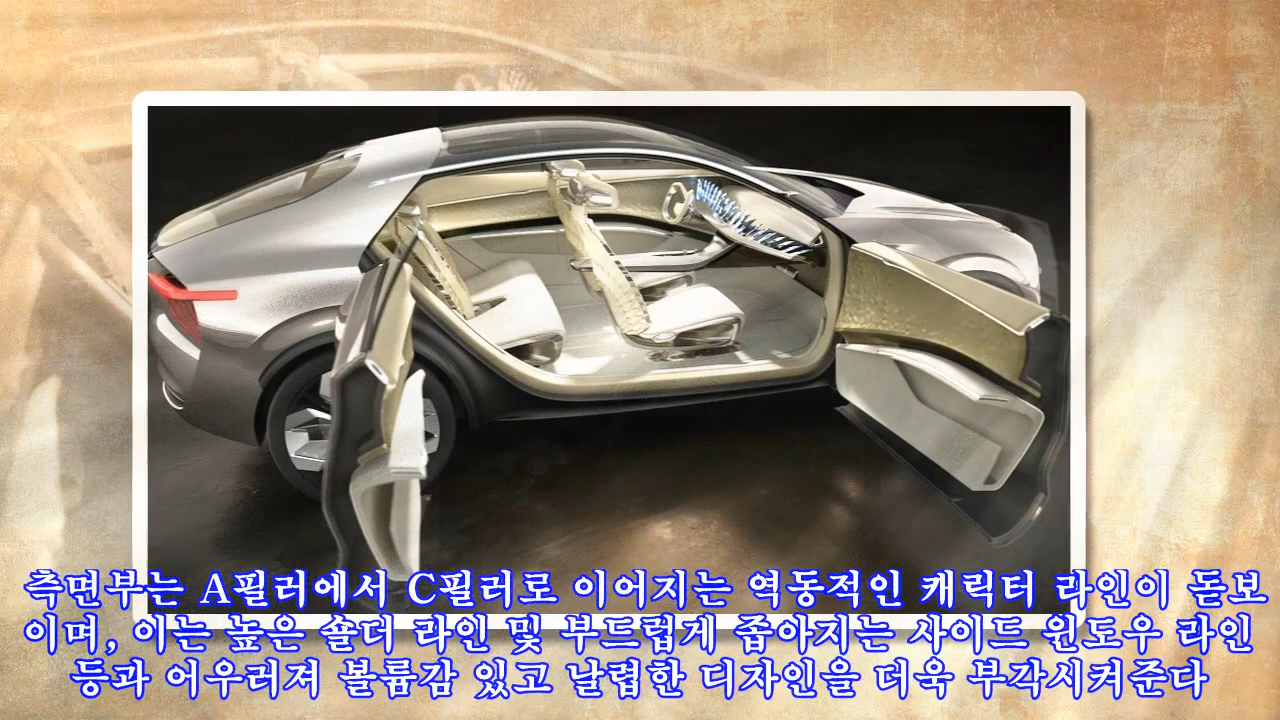 측면부는 A필러에서 C필러로 이어지는 역동적인 캐릭터 라인이 돋보
이며, 이는 높은 숄더 라인 및 부드럽게 좁아지는 사이드 윈도우 라인
등과 어우러져 볼륨감 있고 날렵한 디자인을 더욱 부각시켜준다